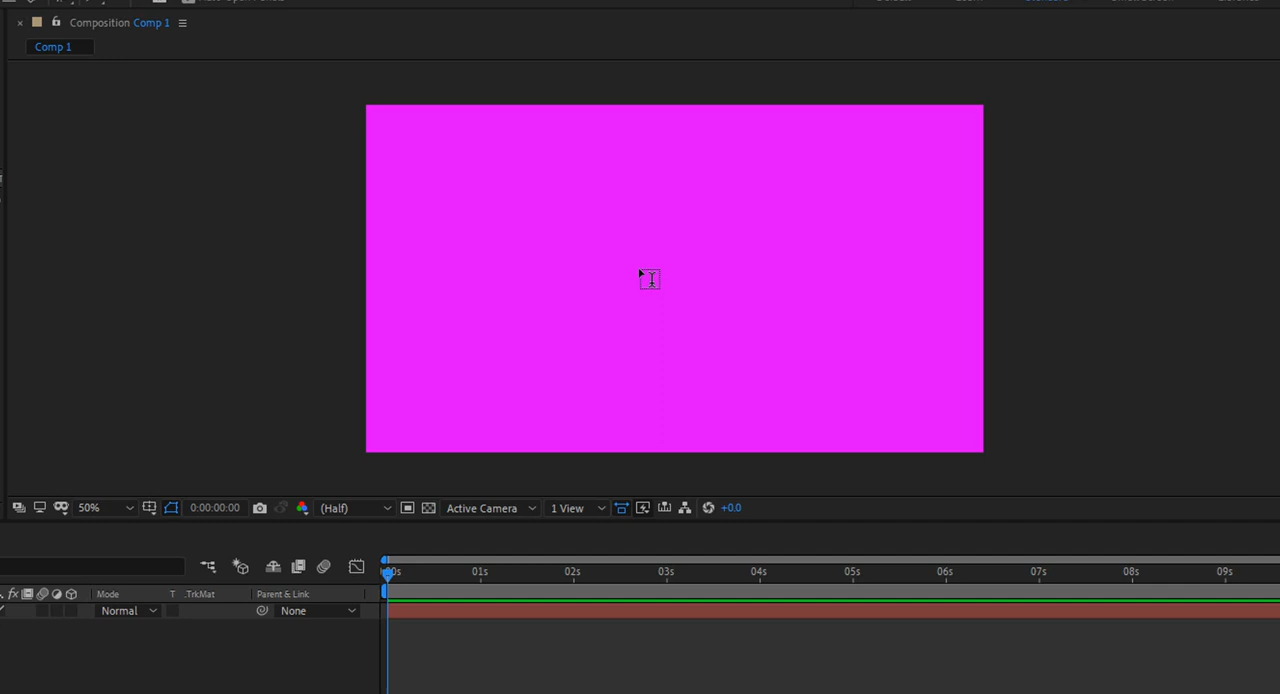 Composition Comp 1
Comp 1
50% 0:00:00:00 (Half) Active Camera 1 View +0.0
01s 02s 03s 04s 05s 06s 07s 08s 09s
fx Mode T .TrkMat Parent & Link
Normal None